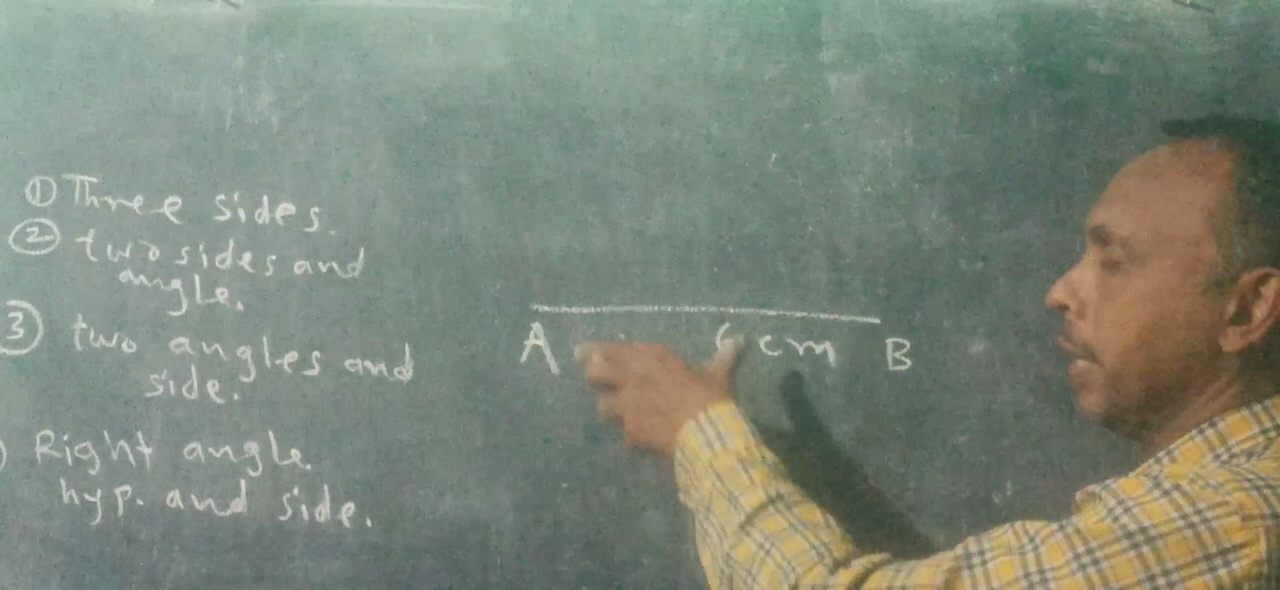 ① Three sides.
② two sides and
angle.
③ two angles and
side.
) Right angle.
hyp. and side.
A 6 cm B